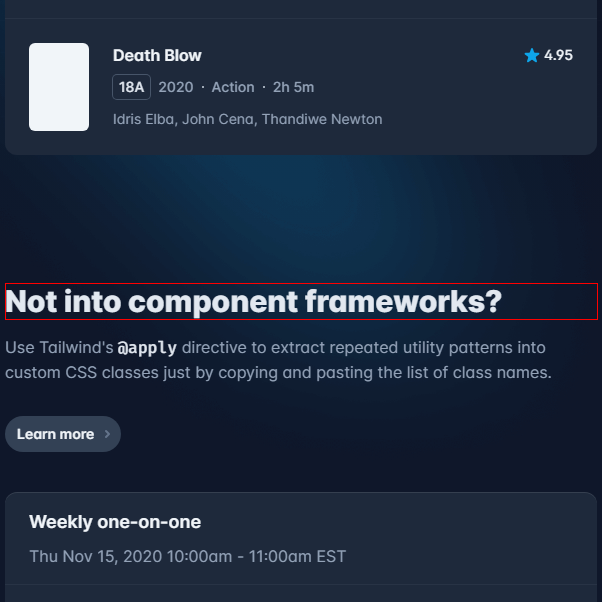 Death Blow
4.95
18A 2020 · Action · 2h 5m
Idris Elba, John Cena, Thandiwe Newton
Not into component frameworks?
Use Tailwind's @apply directive to extract repeated utility patterns into
custom CSS classes just by copying and pasting the list of class names.
Learn more
Weekly one-on-one
Thu Nov 15, 2020 10:00am - 11:00am EST